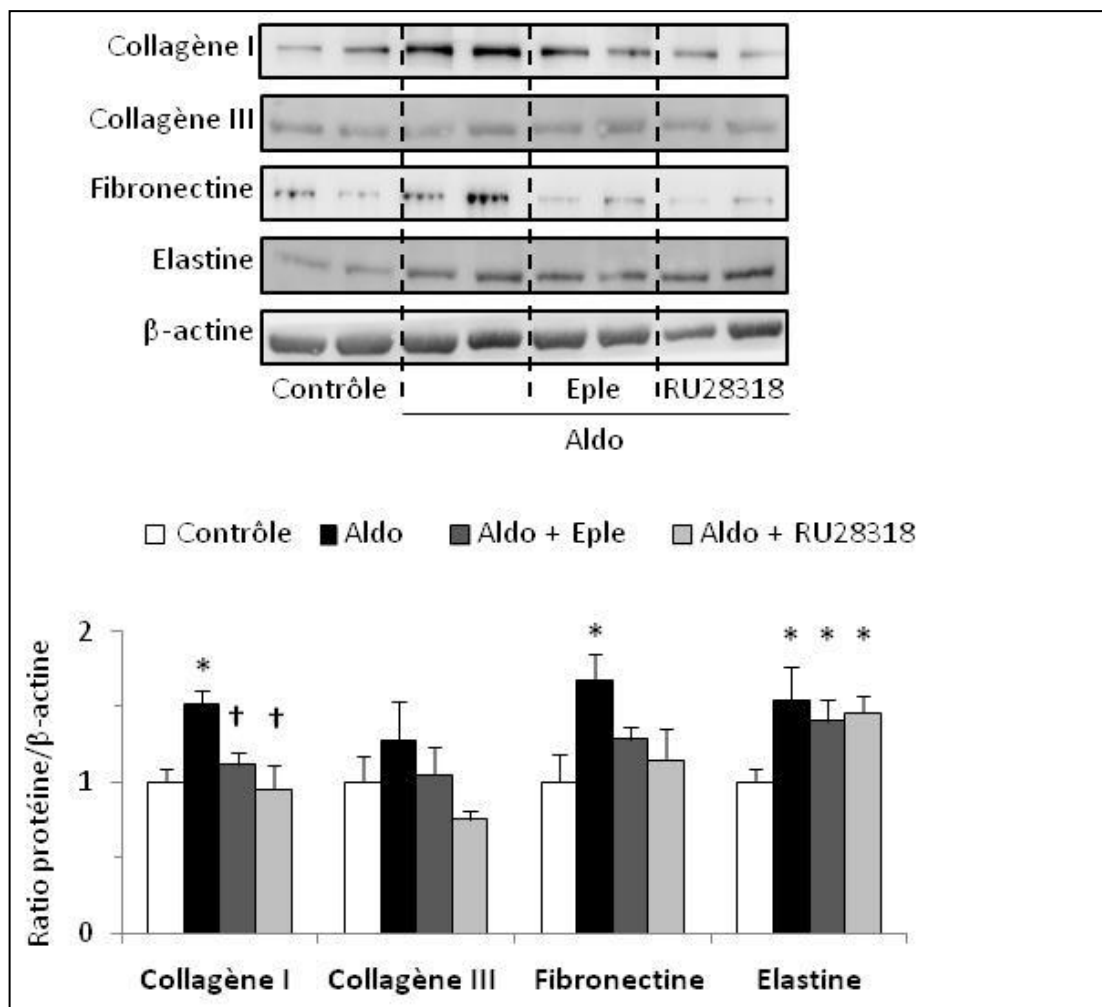 Collagène I
Collagène III
Fibronectine
Elastine
β-actine
Contrôle Eple RU28318
Aldo
Contrôle Aldo Aldo + Eple Aldo + RU28318
Ratio protéine/β-actine
2
1
0
* † †
*
* * *
Collagène I Collagène III Fibronectine Elastine